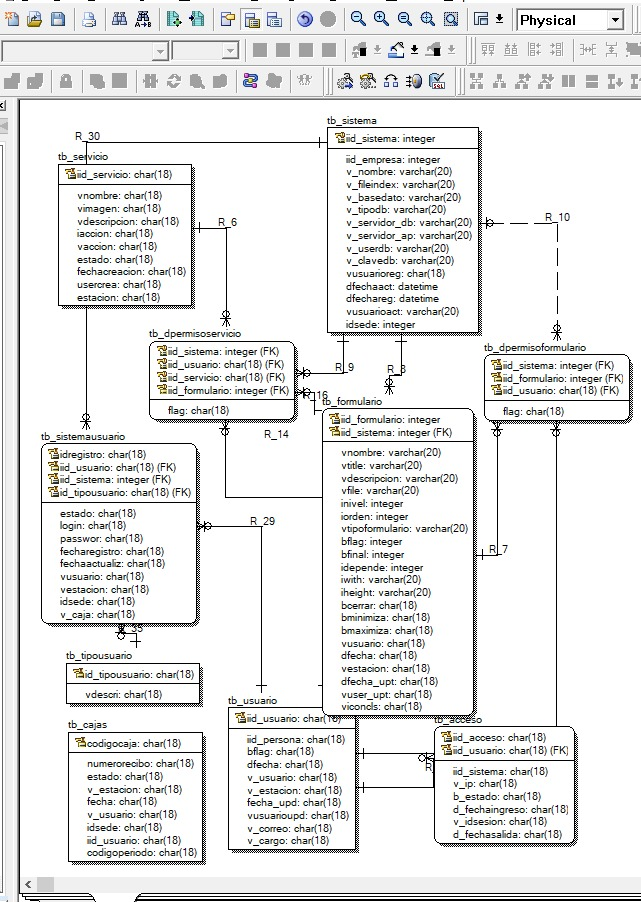 Physical
tb_sistema
iid_sistema: integer
iid_empresa: integer
v_nombre: varchar(20)
v_fileindex: varchar(20)
v_basedato: varchar(20)
v_tipodb: varchar(20)
v_servidor_db: varchar(20)
v_servidor_ap: varchar(20)
v_userdb: varchar(20)
v_clavedb: varchar(20)
vusuarioreg: char(18)
dfechaact: datetime
dfechareg: datetime
vusuarioact: varchar(20)
idsede: integer
R_30
tb_servicio
iid_servicio: char(18)
vnombre: char(18)
vimagen: char(18)
vdescripcion: char(18)
iaccion: char(18)
vaccion: char(18)
estado: char(18)
fechacreacion: char(18)
usercrea: char(18)
estacion: char(18)
R_6
R_10
tb_dpermisoservicio
iid_sistema: integer (FK)
iid_usuario: char(18) (FK)
iid_servicio: char(18) (FK)
iid_formulario: integer (FK)
flag: char(18)
R_9
R_3
R_16
R_14
tb_dpermisoformulario
iid_sistema: integer (FK)
iid_formulario: integer (FK)
iid_usuario: char(18) (FK)
flag: char(18)
tb_formulario
iid_formulario: integer
iid_sistema: integer (FK)
vnombre: varchar(20)
vtitle: varchar(20)
vdescripcion: varchar(20)
vfile: varchar(20)
inivel: integer
iorden: integer
vtipoformulario: varchar(20)
bflag: integer
bfinal: integer
idepende: integer
iwith: varchar(20)
iheight: varchar(20)
bcerrar: char(18)
bminimiza: char(18)
bmaximiza: char(18)
vusuario: char(18)
dfecha: char(18)
vestacion: char(18)
dfecha_upt: char(18)
vuser_upt: char(18)
viconcls: char(18)
R_7
tb_sistemausuario
idregistro: char(18)
iid_usuario: char(18) (FK)
iid_sistema: integer (FK)
id_tipousuario: char(18) (FK)
estado: char(18)
login: char(18)
passwor: char(18)
fecharegistro: char(18)
fechaactualiz: char(18)
vusuario: char(18)
vestacion: char(18)
idsede: char(18)
v_caja: char(18)
R_29
tb_tipousuario
id_tipousuario: char(18)
vdescri: char(18)
tb_cajas
codigocaja: char(18)
numerorecibo: char(18)
estado: char(18)
v_estacion: char(18)
fecha: char(18)
v_usuario: char(18)
idsede: char(18)
iid_usuario: char(18)
codigoperiodo: char(18)
tb_usuario
iid_usuario: char(18)
iid_persona: char(18)
bflag: char(18)
dfecha: char(18)
v_usuario: char(18)
v_estacion: char(18)
fecha_upd: char(18)
vusuarioupd: char(18)
v_correo: char(18)
v_cargo: char(18)
tb_acceso
iid_acceso: char(18)
iid_usuario: char(18) (FK)
iid_sistema: char(18)
v_ip: char(18)
b_estado: char(18)
d_fechaingreso: char(18)
v_idsesion: char(18)
d_fechasalida: char(18)